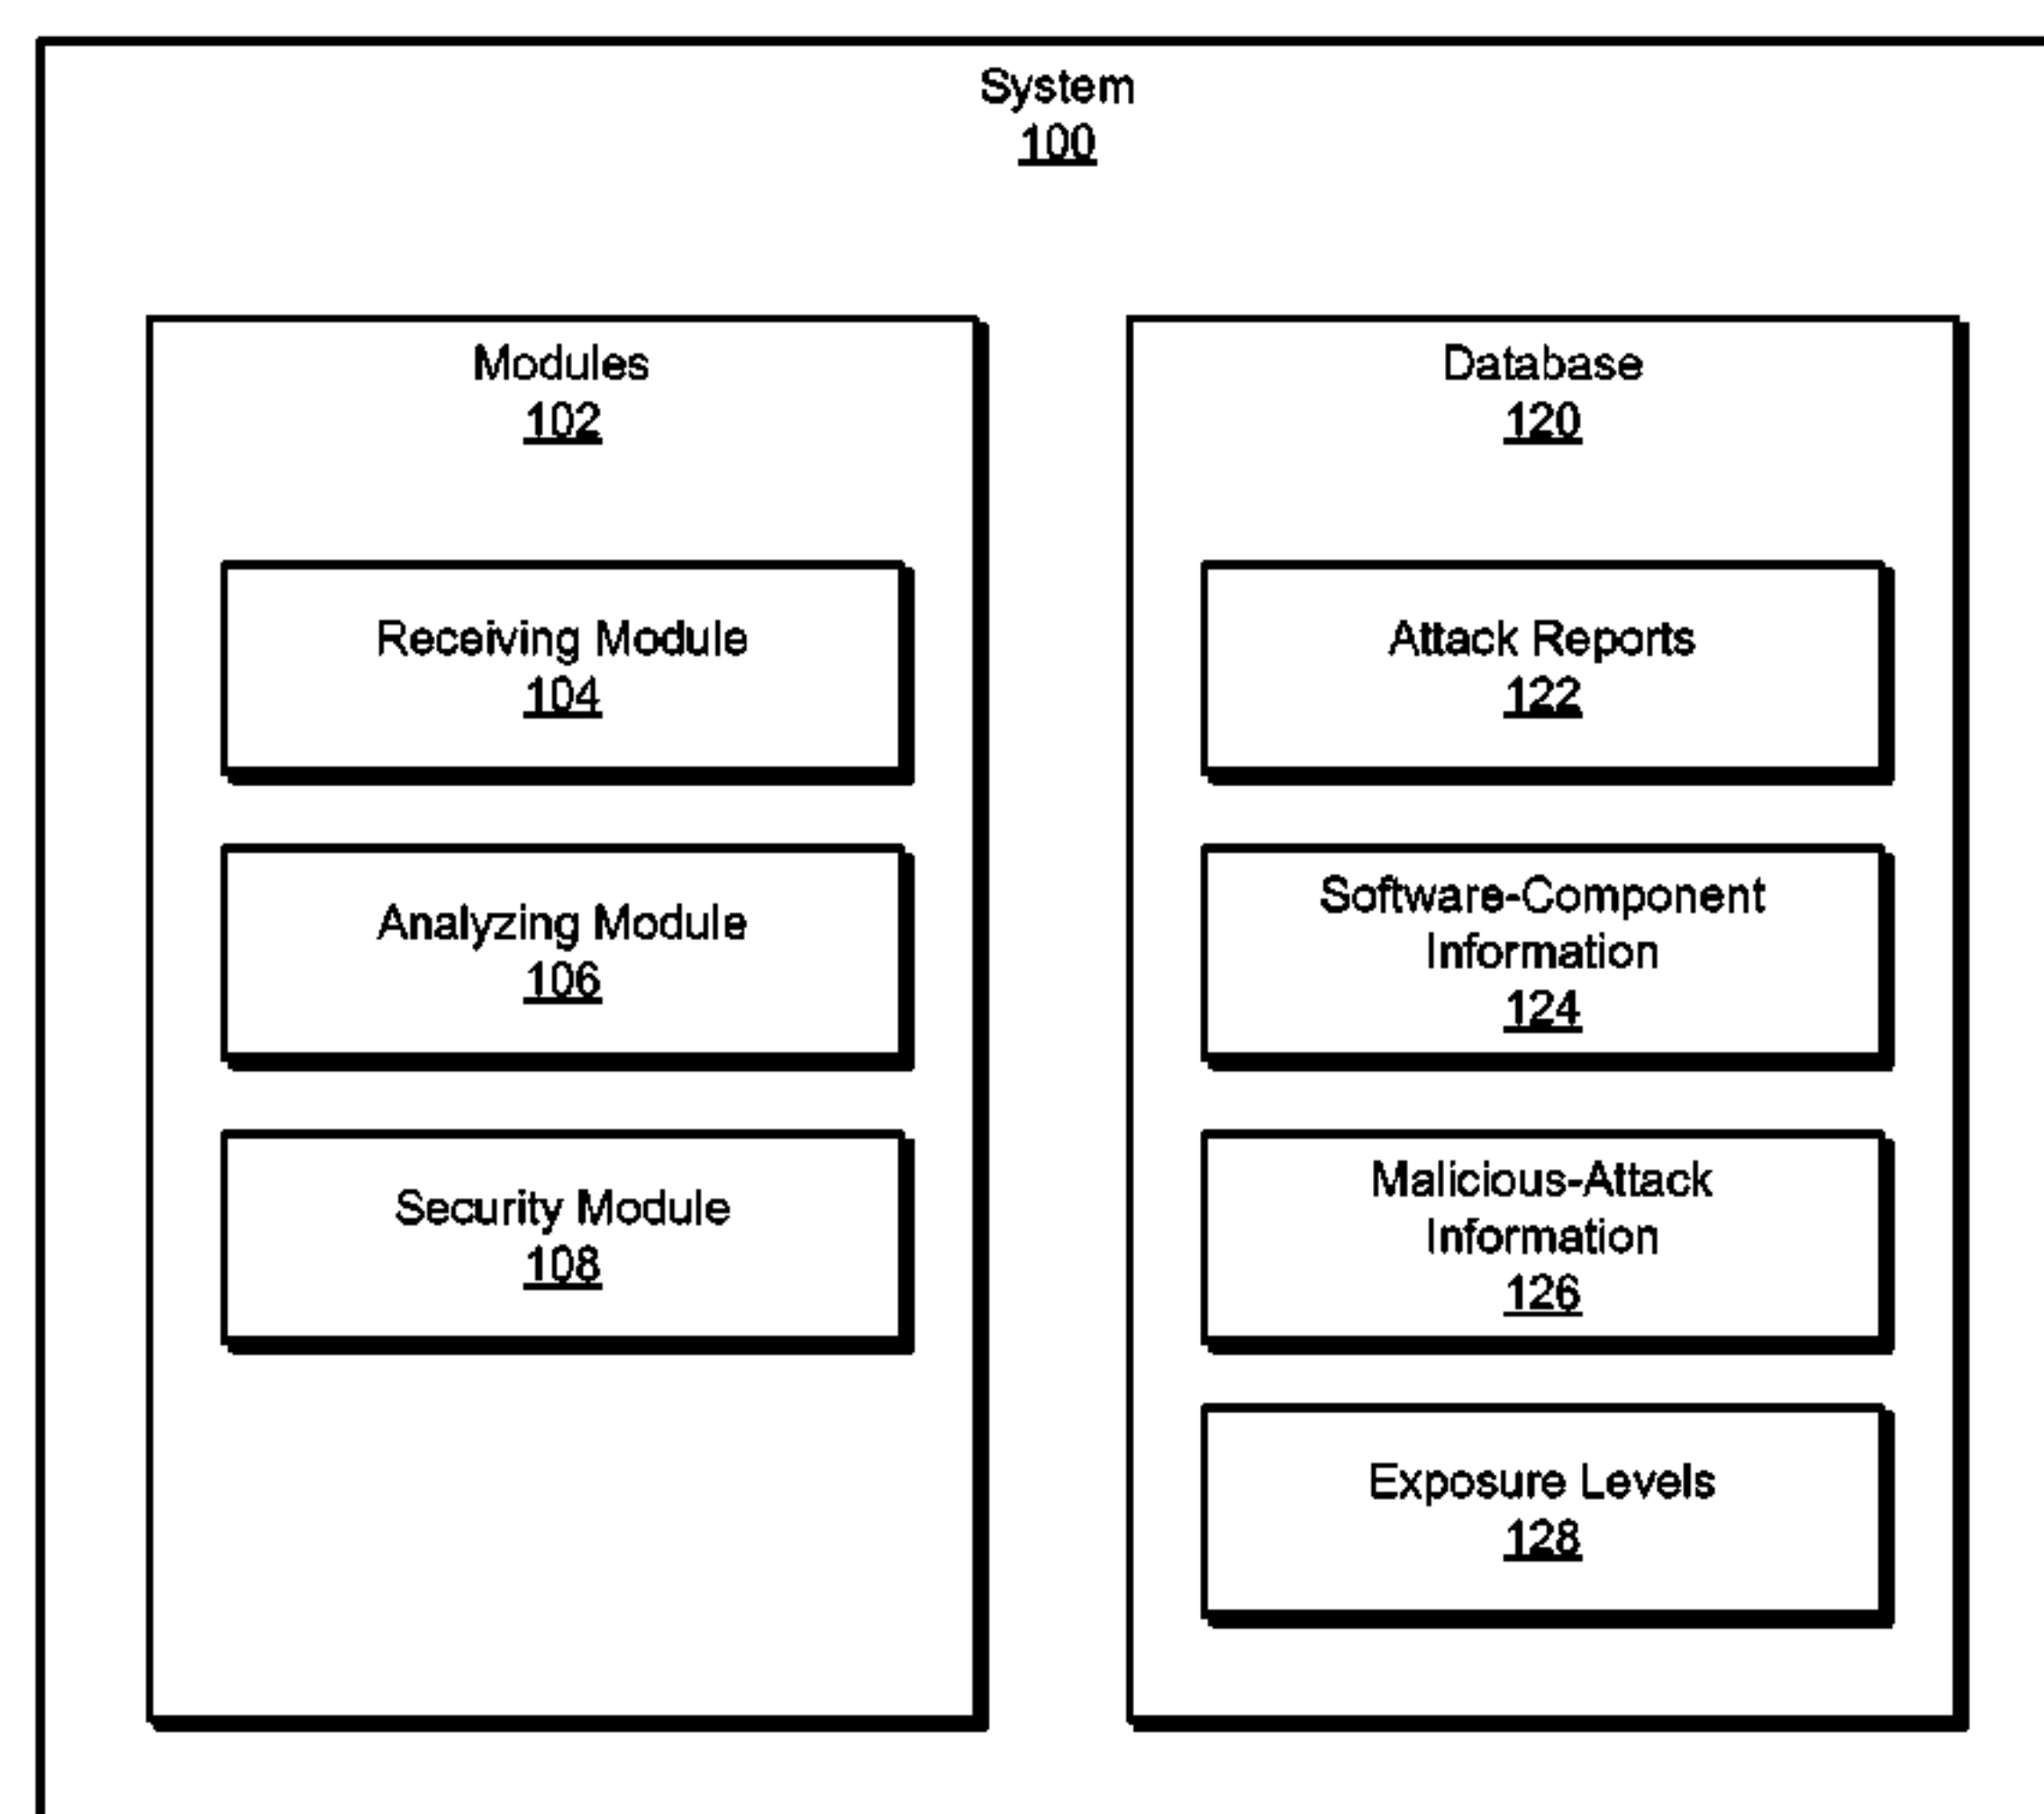 System
100
Modules
102
Receiving Module
104
Analyzing Module
106
Security Module
108
Database
120
Attack Reports
122
Software-Component
Information
124
Malicious-Attack
Information
126
Exposure Levels
128